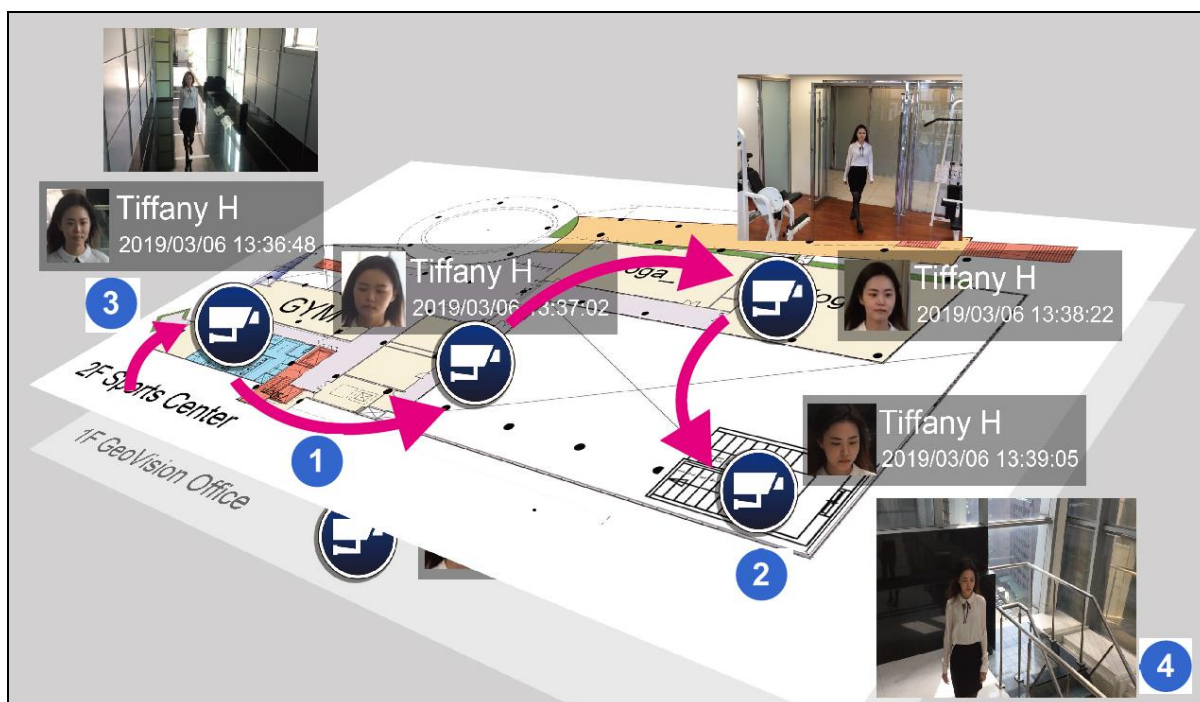 Tiffany H
2019/03/06 13:36:48
Tiffany H
2019/03/06 13:37:02
Tiffany H
2019/03/06 13:38:22
3
GYM
2F Sports Center
1F GeoVision Office
1
Tiffany H
2019/03/06 13:39:05
2
4